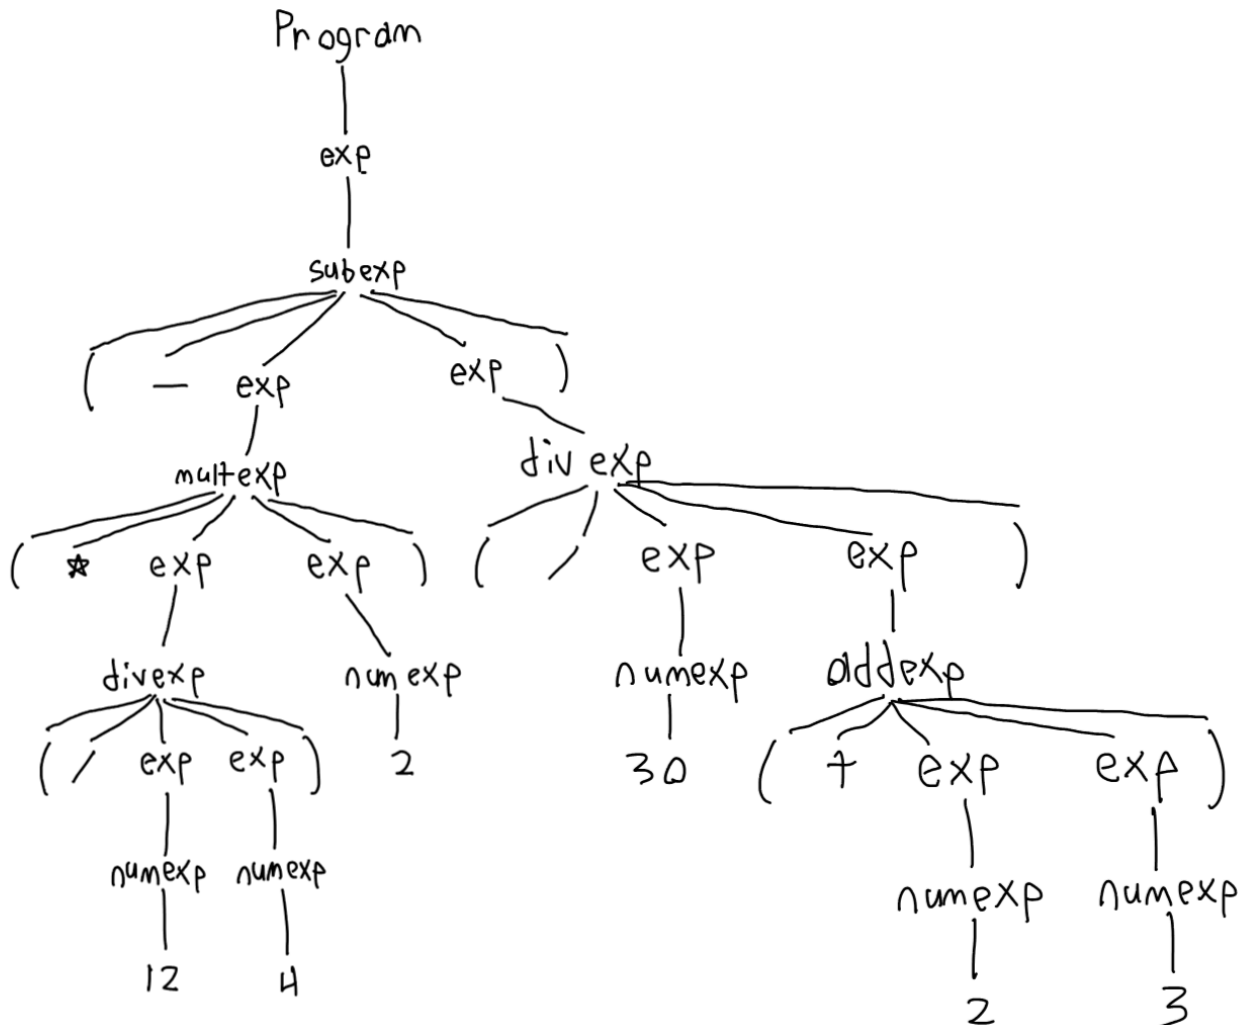 Program
exp
subexp
( — exp exp )
multexp div exp
( * exp exp ) ( / exp exp )
divexp numexp numexp addexp
( / exp exp ) 2 30 ( + exp exp )
numexp numexp numexp numexp
12 4 2 3